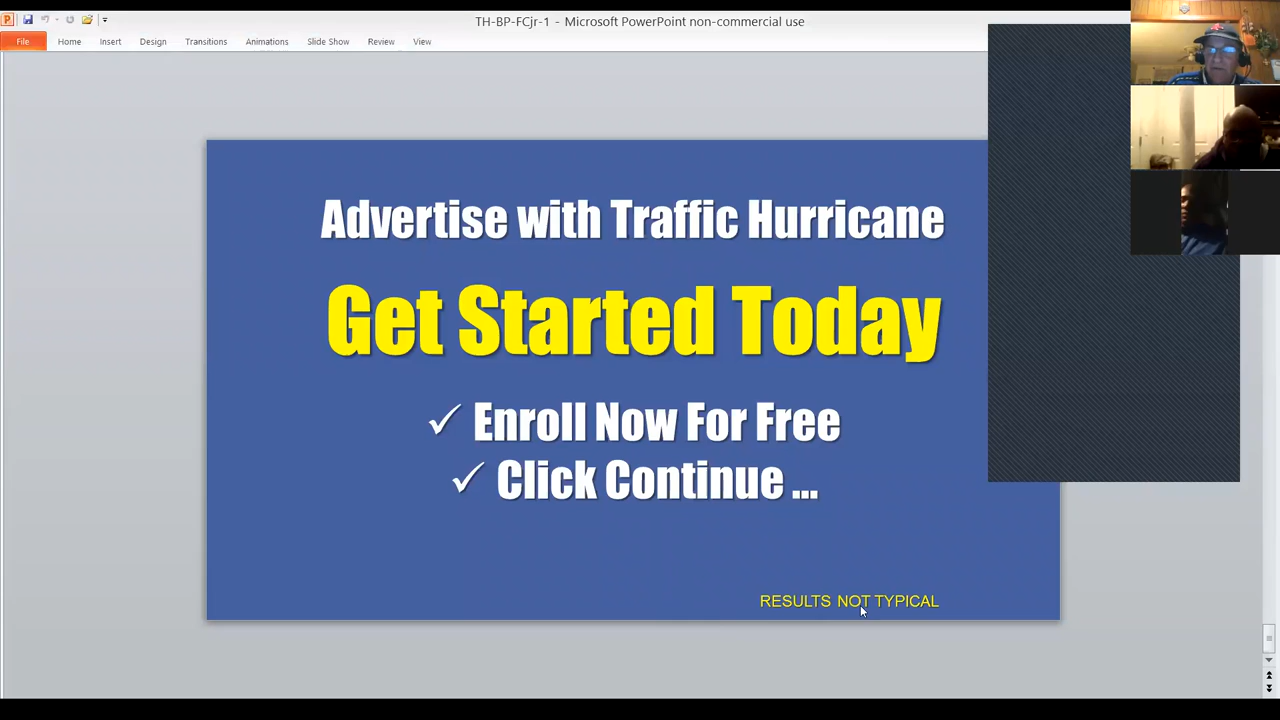 TH-BP-FCjr-1 - Microsoft PowerPoint non-commercial use
File Home Insert Design Transitions Animations Slide Show Review View
Advertise with Traffic Hurricane
Get Started Today
✓ Enroll Now For Free
✓ Click Continue ...
RESULTS NOT TYPICAL